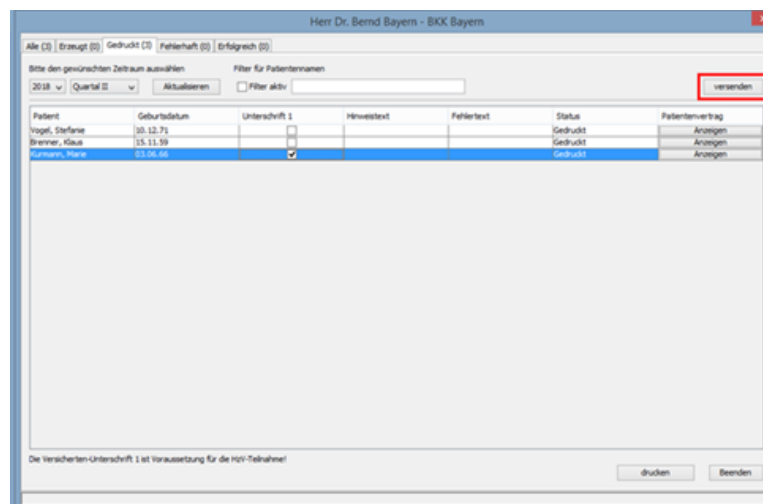 Herr Dr. Bernd Bayern - BKK Bayern
Alle (3) Erzeugt (0) Gedruckt (3) Fehlerhaft (0) Erfolgreich (0)
Bitte den gewünschten Zeitraum auswählen Filter für Patientennamen
2018 Quartal II Aktualisieren Filter aktiv versenden
Patient Geburtsdatum Unterschrift 1 Hinweistext Fehlertext Status Patientenvertrag
Vogel, Stefanie 10.12.71 Gedruckt Anzeigen
Brenner, Klaus 15.11.59 Gedruckt Anzeigen
Kurmann, Marie 03.06.66 Gedruckt Anzeigen
Die Versicherten-Unterschrift 1 ist Voraussetzung für die HzV-Teilnahme!
drucken Beenden